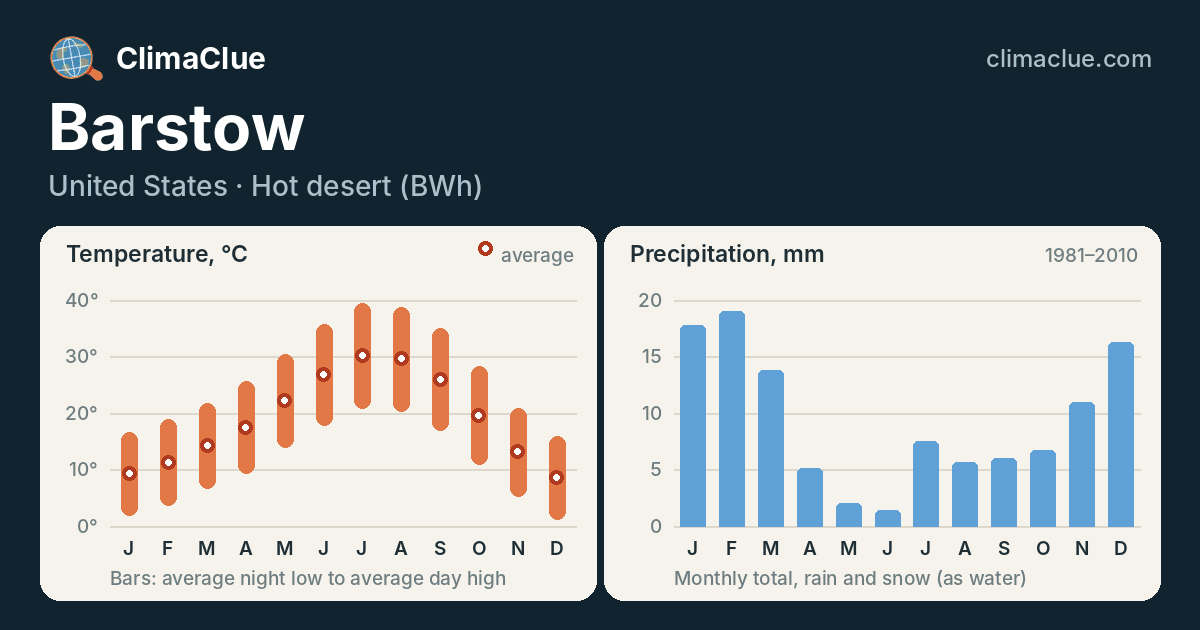 ClimaClue
climaclue.com
Barstow
United States · Hot desert (BWh)
Temperature, °C
average
40°
30°
20°
10°
0°
J F M A M J J A S O N D
Bars: average night low to average day high
Precipitation, mm
1981–2010
20
15
10
5
0
J F M A M J J A S O N D
Monthly total, rain and snow (as water)